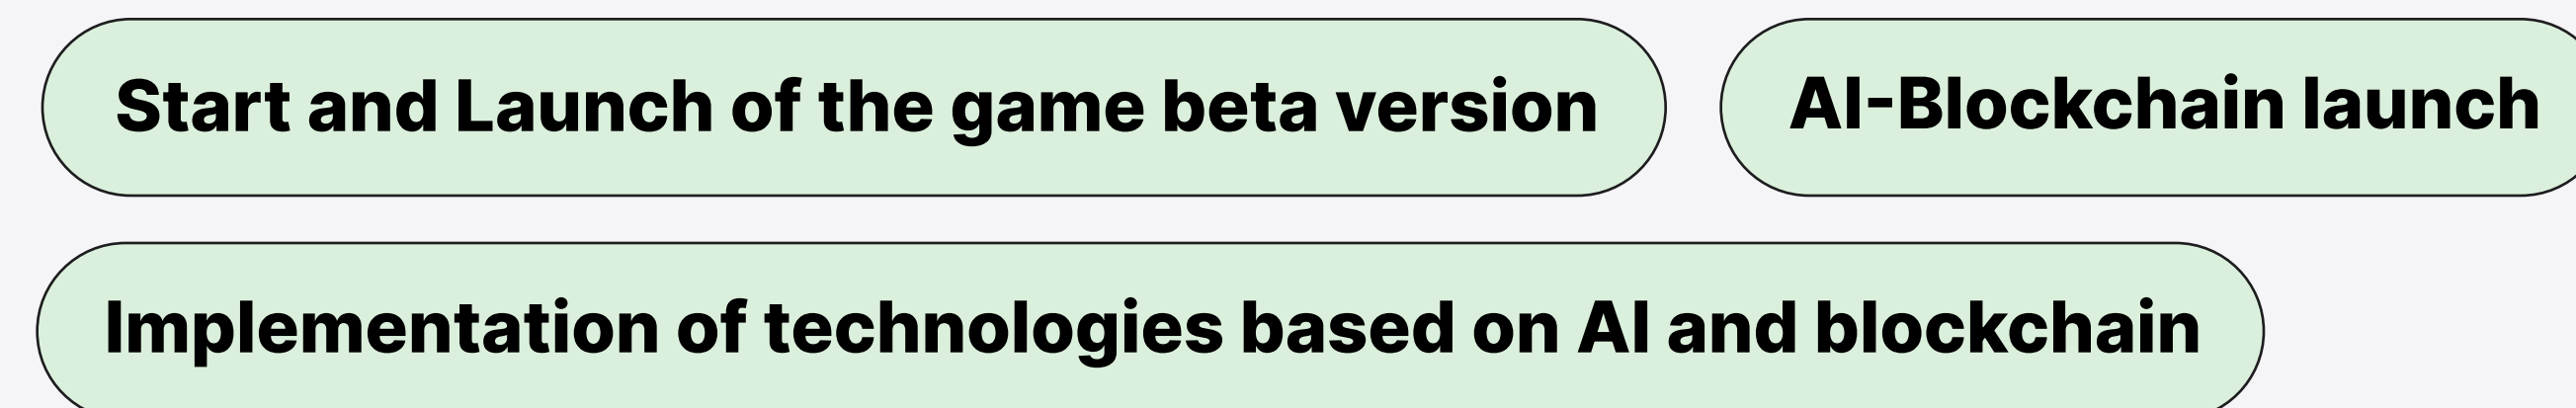 Start and Launch of the game beta version
AI-Blockchain launch
Implementation of technologies based on AI and blockchain